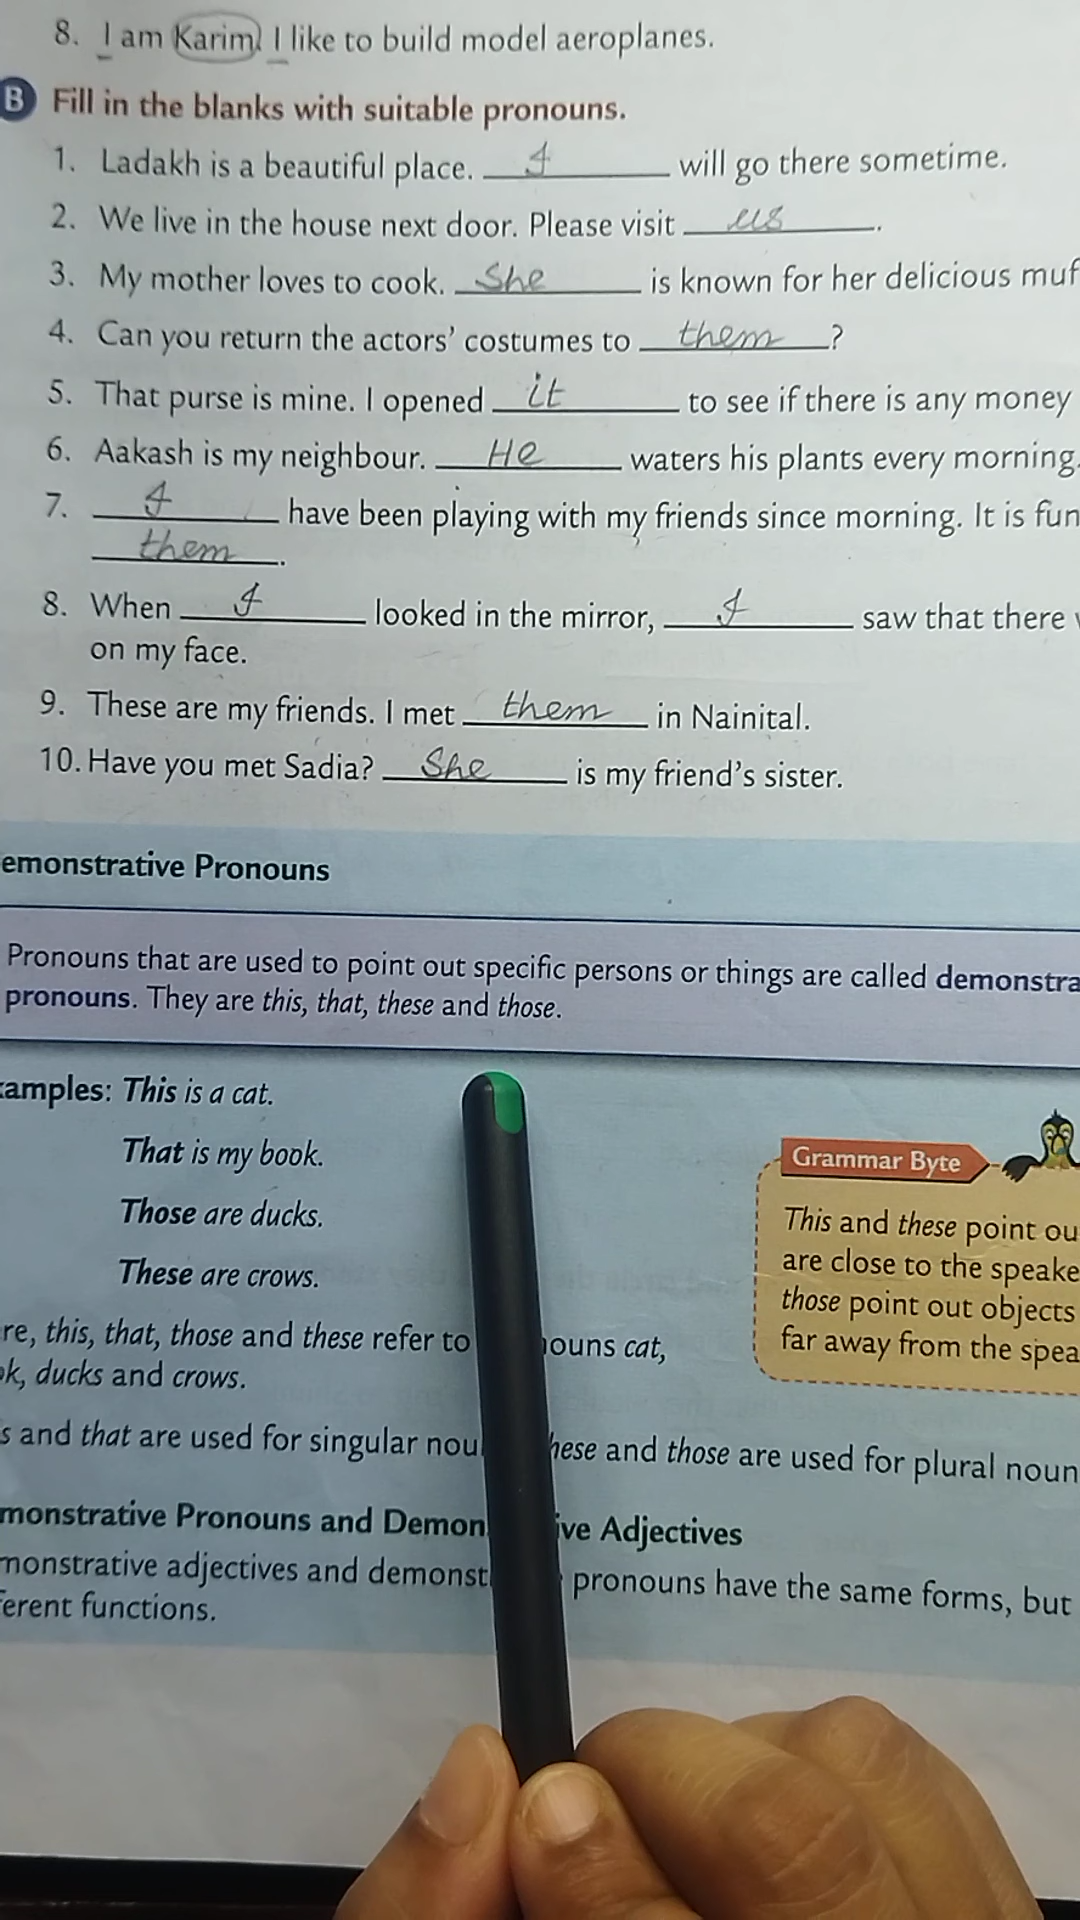 8. I am Karim. I like to build model aeroplanes.
B Fill in the blanks with suitable pronouns.
1. Ladakh is a beautiful place. I will go there sometime.
2. We live in the house next door. Please visit us.
3. My mother loves to cook. She is known for her delicious muf
4. Can you return the actors' costumes to them?
5. That purse is mine. I opened it to see if there is any money
6. Aakash is my neighbour. He waters his plants every morning.
7. I have been playing with my friends since morning. It is fun
them.
8. When I looked in the mirror, I saw that there
on my face.
9. These are my friends. I met them in Nainital.
10. Have you met Sadia? She is my friend's sister.
emonstrative Pronouns
Pronouns that are used to point out specific persons or things are called demonstra
pronouns. They are this, that, these and those.
amples: This is a cat.
That is my book.
Those are ducks.
These are crows.
Grammar Byte
This and these point ou
are close to the speake
those point out objects
far away from the spea
re, this, that, those and these refer to nouns cat,
k, ducks and crows.
s and that are used for singular nou hese and those are used for plural noun
monstrative Pronouns and Demon ive Adjectives
monstrative adjectives and demonst pronouns have the same forms, but
erent functions.